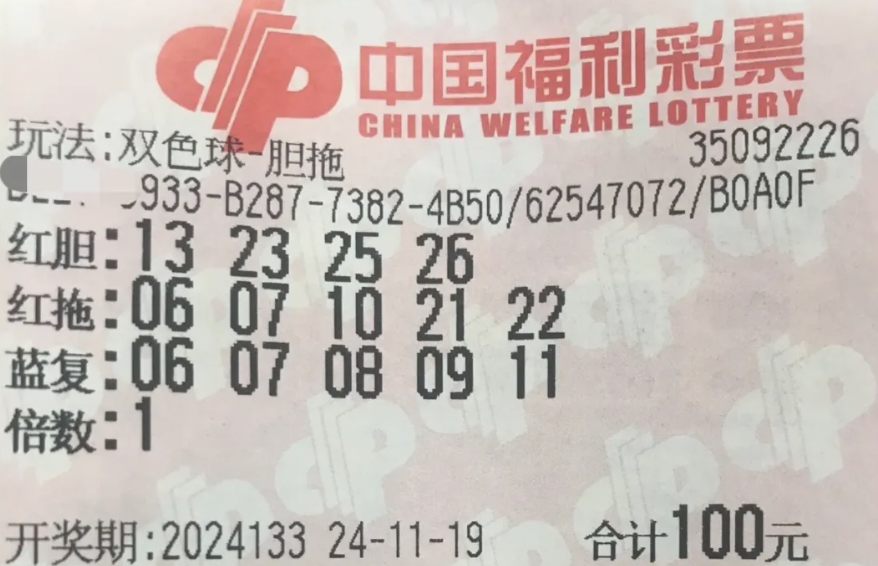 中国福利彩票
CHINA WELFARE LOTTERY
玩法:双色球-胆拖 35092226
933-B287-7382-4B50/62547072/B0A0F
红胆:13 23 25 26
红拖:06 07 10 21 22
蓝复:06 07 08 09 11
倍数:1
开奖期:2024133 24-11-19 合计100元